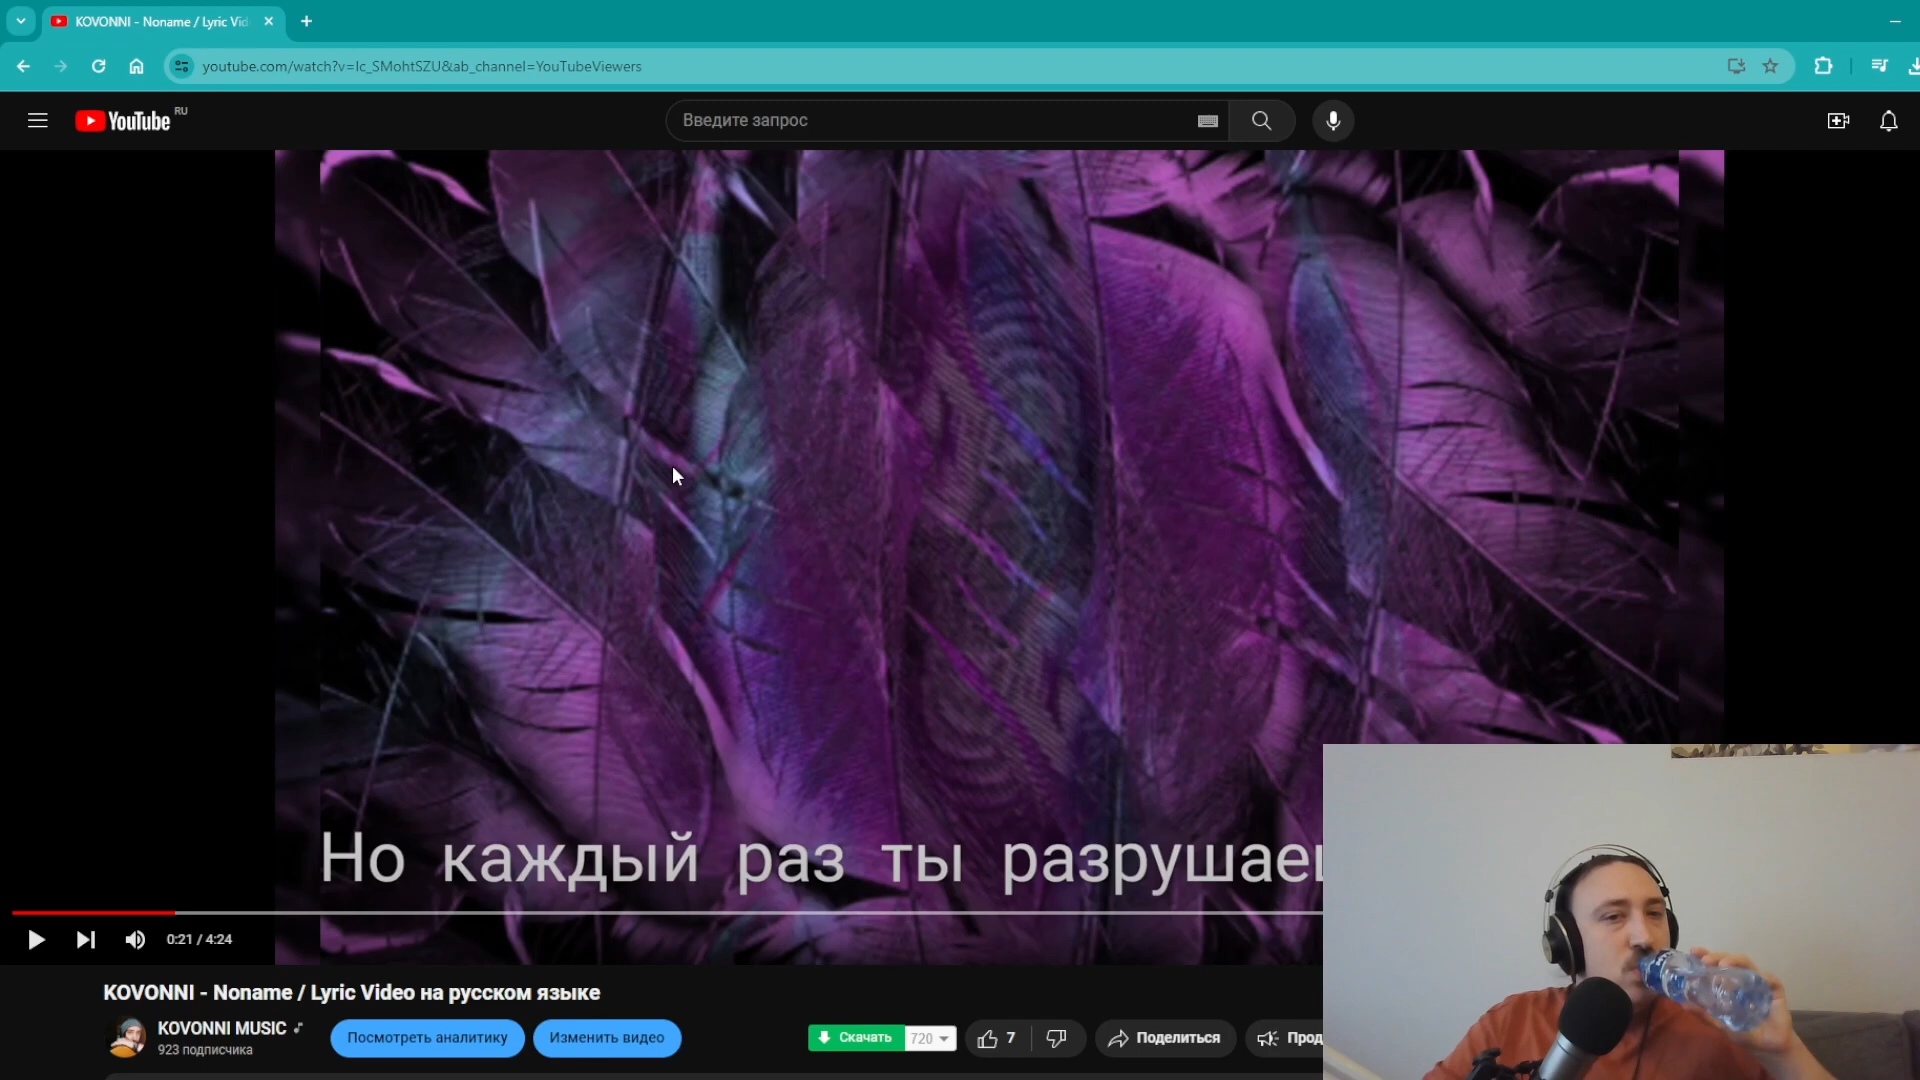 KOVONNI - Noname / Lyric Vid
youtube.com/watch?v=Ic_SMohtSZU&ab_channel=YouTubeViewers
YouTube RU
Введите запрос
Но каждый раз ты разрушае
0:21 / 4:24
KOVONNI - Noname / Lyric Video на русском языке
KOVONNI MUSIC
923 подписчика
Посмотреть аналитику
Изменить видео
Скачать
720
7
Поделиться
Прод